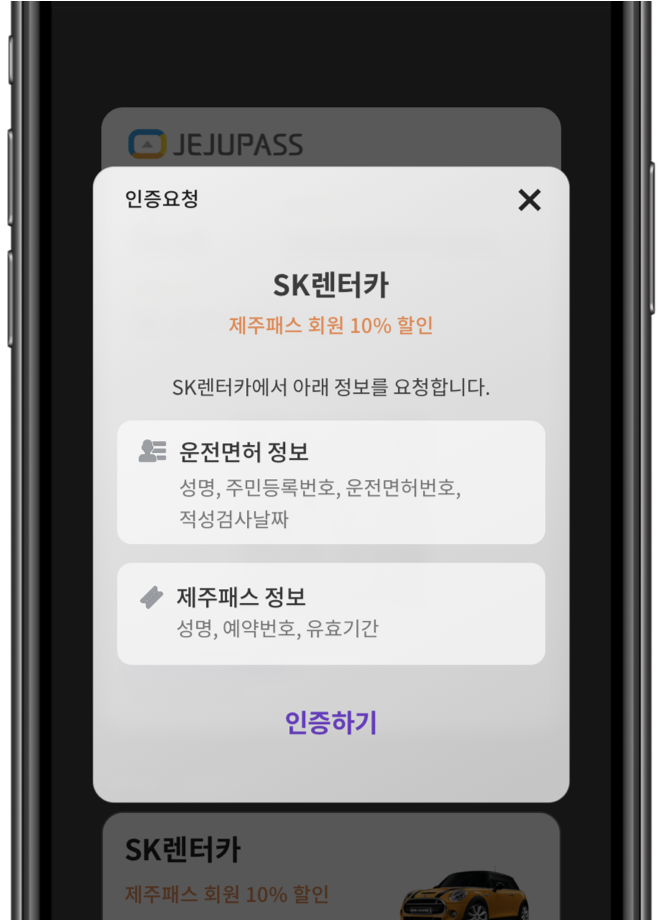 JEJUPASS
인증요청
SK렌터카
제주패스 회원 10% 할인
SK렌터카에서 아래 정보를 요청합니다.
운전면허 정보
성명, 주민등록번호, 운전면허번호,
적성검사날짜
제주패스 정보
성명, 예약번호, 유효기간
인증하기
SK렌터카
제주패스 회원 10% 할인